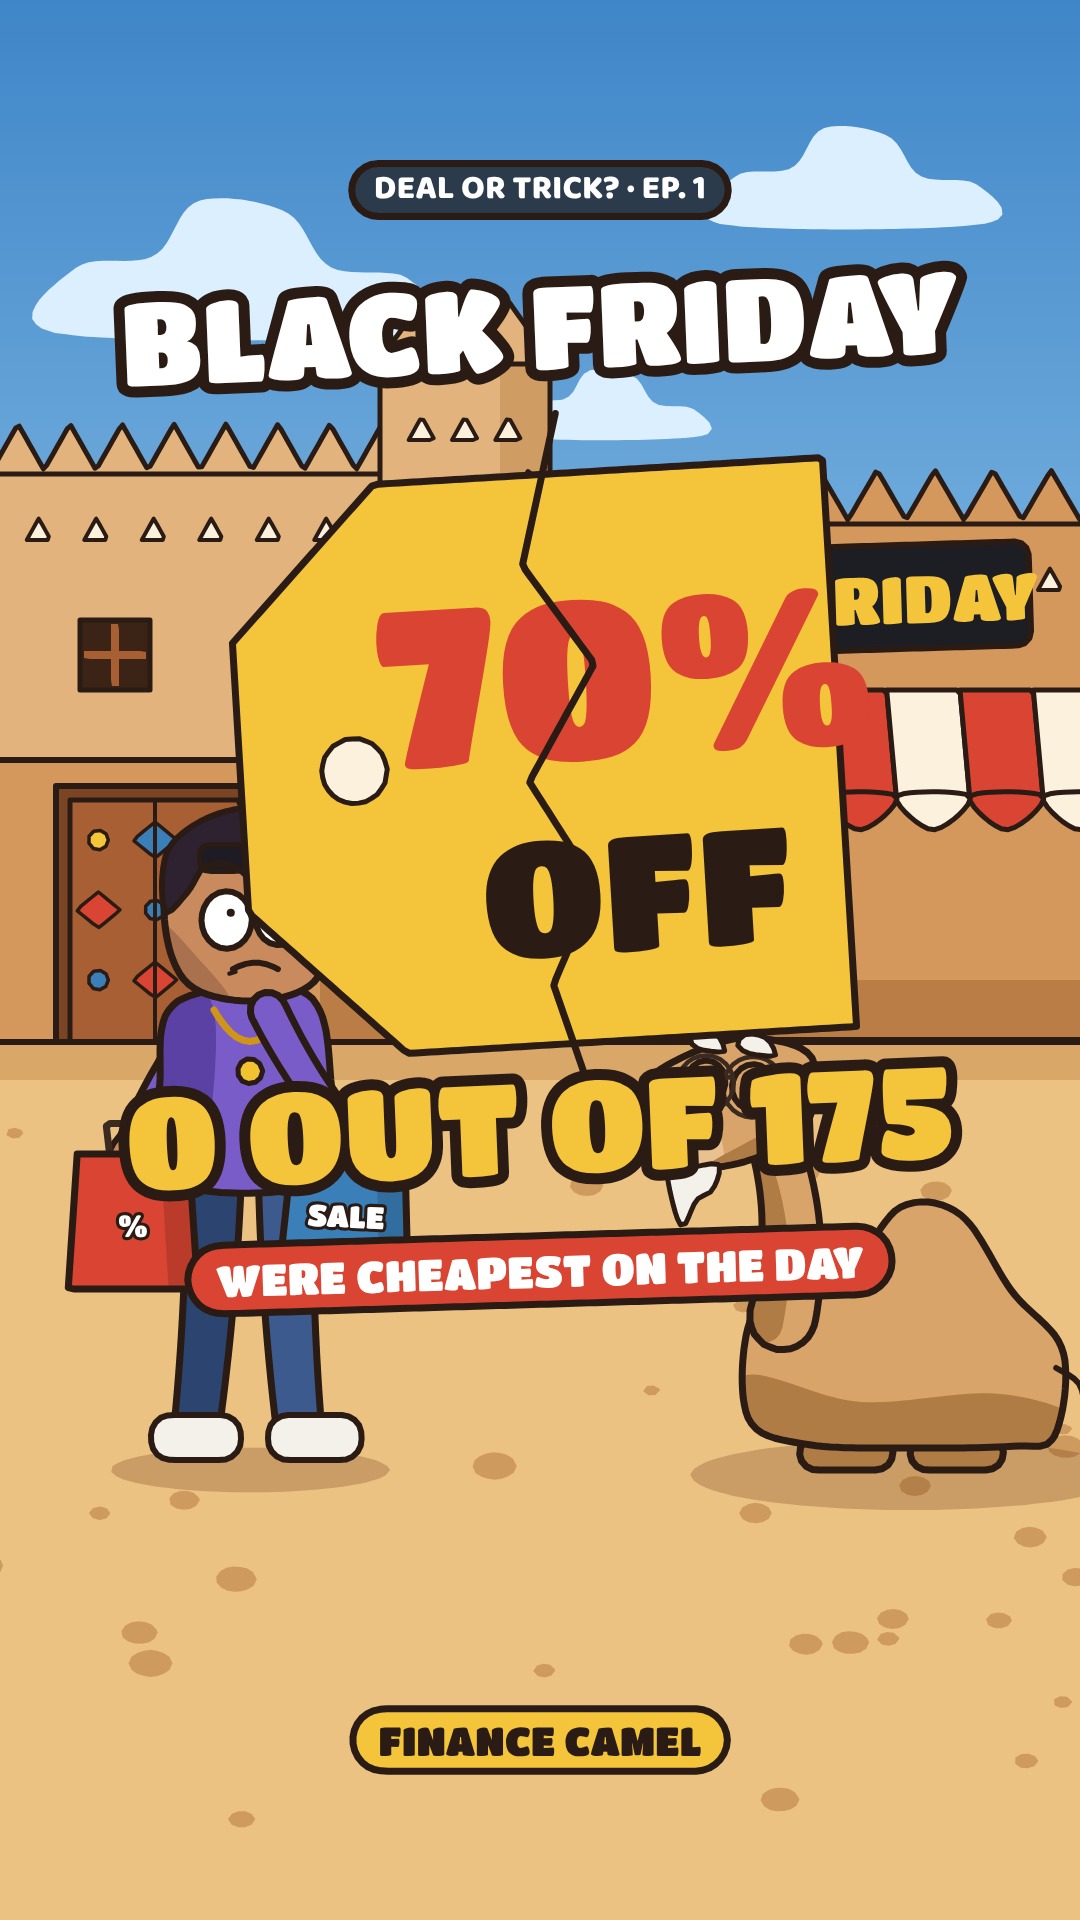 DEAL OR TRICK? • EP. 1
BLACK FRIDAY
RIDAY
70%
OFF
0 OUT OF 175
%
SALE
WERE CHEAPEST ON THE DAY
FINANCE CAMEL